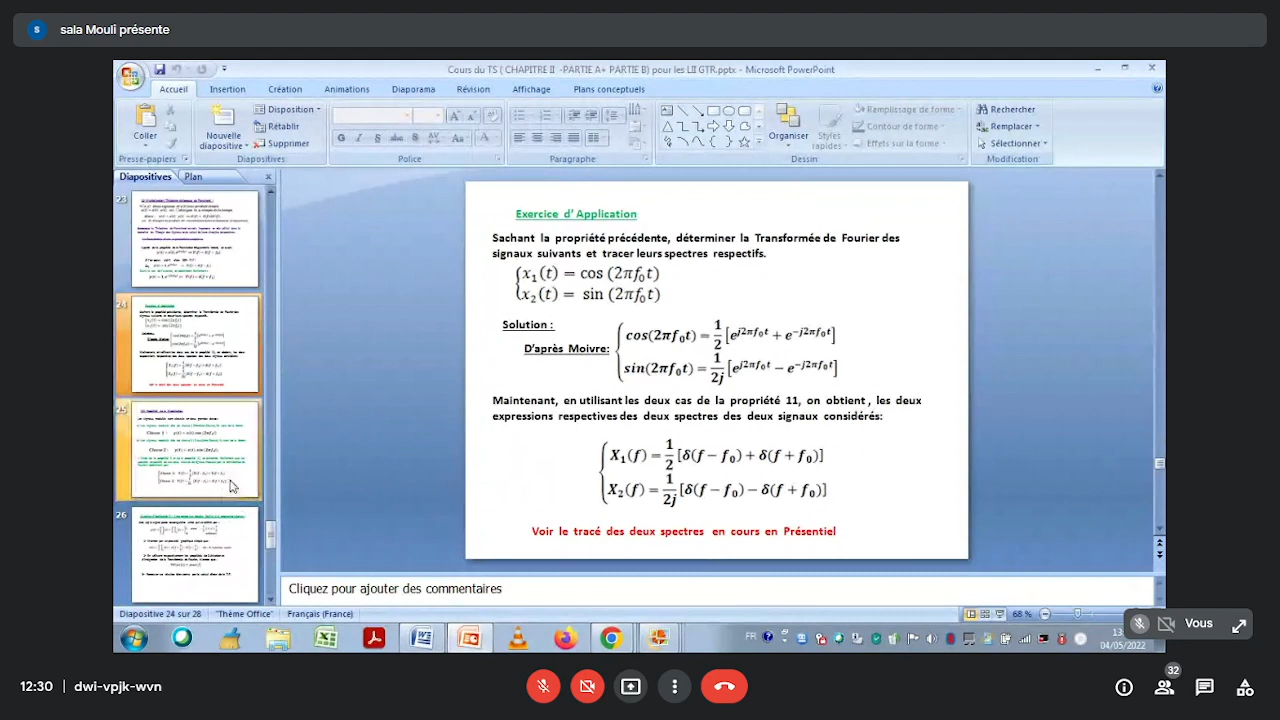 S sala Mouli présente
Cours du TS ( CHAPITRE II -PARTIE A+ PARTIE B) pour les LII GTR.pptx - Microsoft PowerPoint
Accueil Insertion Création Animations Diaporama Révision Affichage Plans conceptuels
Coller
Nouvelle diapositive
Disposition
Rétablir
Supprimer
Organiser
Styles rapides
Remplissage de forme
Contour de forme
Effets sur la forme
Rechercher
Remplacer
Sélectionner
Presse-papiers Diapositives Police Paragraphe Dessin Modification
Diapositives Plan
23
24
25
26
Exercice d'Application
Sachant la propriété précédente, déterminer la Transformée de Fourier des
signaux suivants et tracer leurs spectres respectifs.
{x₁(t) = cos (2πf₀t)
{x₂(t) = sin (2πf₀t)
Solution :
D'après Moivre:
{cos(2πf₀t) = 1/2 [e^{j2πf₀t} + e^{−j2πf₀t}]
{sin(2πf₀t) = 1/2j [e^{j2πf₀t} − e^{−j2πf₀t}]
Maintenant, en utilisant les deux cas de la propriété 11, on obtient , les deux
expressions respectives des deux spectres des deux signaux considérés:
{X₁(f) = 1/2 [δ(f − f₀) + δ(f + f₀)]
{X₂(f) = 1/2j [δ(f − f₀) − δ(f + f₀)]
Voir le tracé des deux spectres en cours en Présentiel
Cliquez pour ajouter des commentaires
Diapositive 24 sur 28 "Thème Office" Français (France) 68 %
FR
04/05/2022
Vous
12:30 | dwi-vpjk-wvn
32